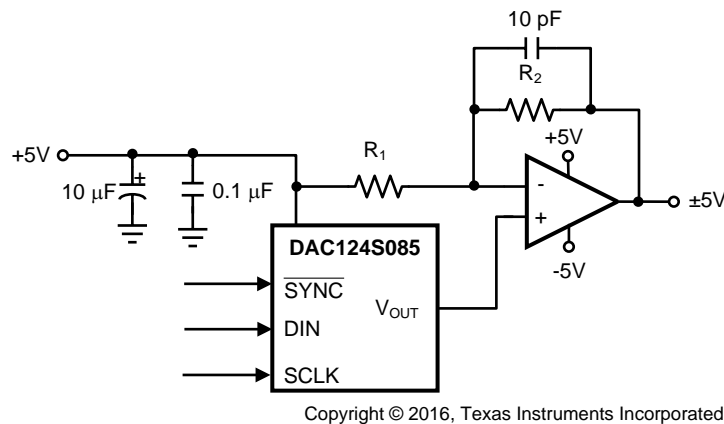 10 pF
R2
+5V
R1
+5V
10 μF
+
0.1 μF
-
+
±5V
-5V
DAC124S085
SYNC
VOUT
DIN
SCLK
Copyright © 2016, Texas Instruments Incorporated